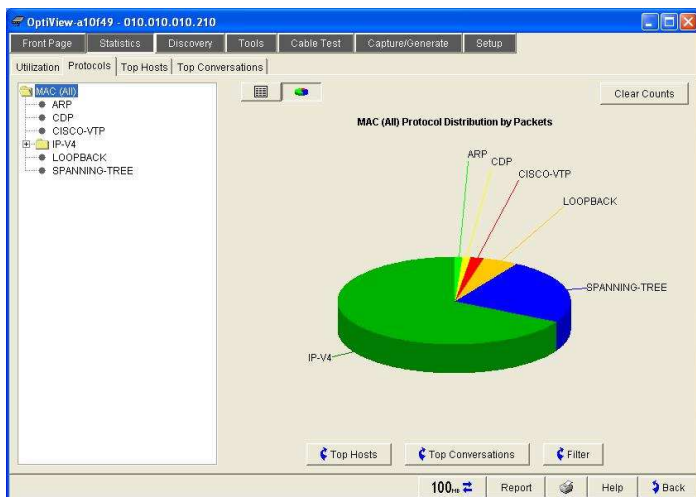 OptiView-a10f49 - 010.010.010.210
Front Page Statistics Discovery Tools Cable Test Capture/Generate Setup
Utilization Protocols Top Hosts Top Conversations
Clear Counts
MAC (All)
ARP
CDP
CISCO-VTP
IP-V4
LOOPBACK
SPANNING-TREE
MAC (All) Protocol Distribution by Packets
ARP
CDP
CISCO-VTP
LOOPBACK
SPANNING-TREE
IP-V4
Top Hosts Top Conversations Filter
100 Report Help Back